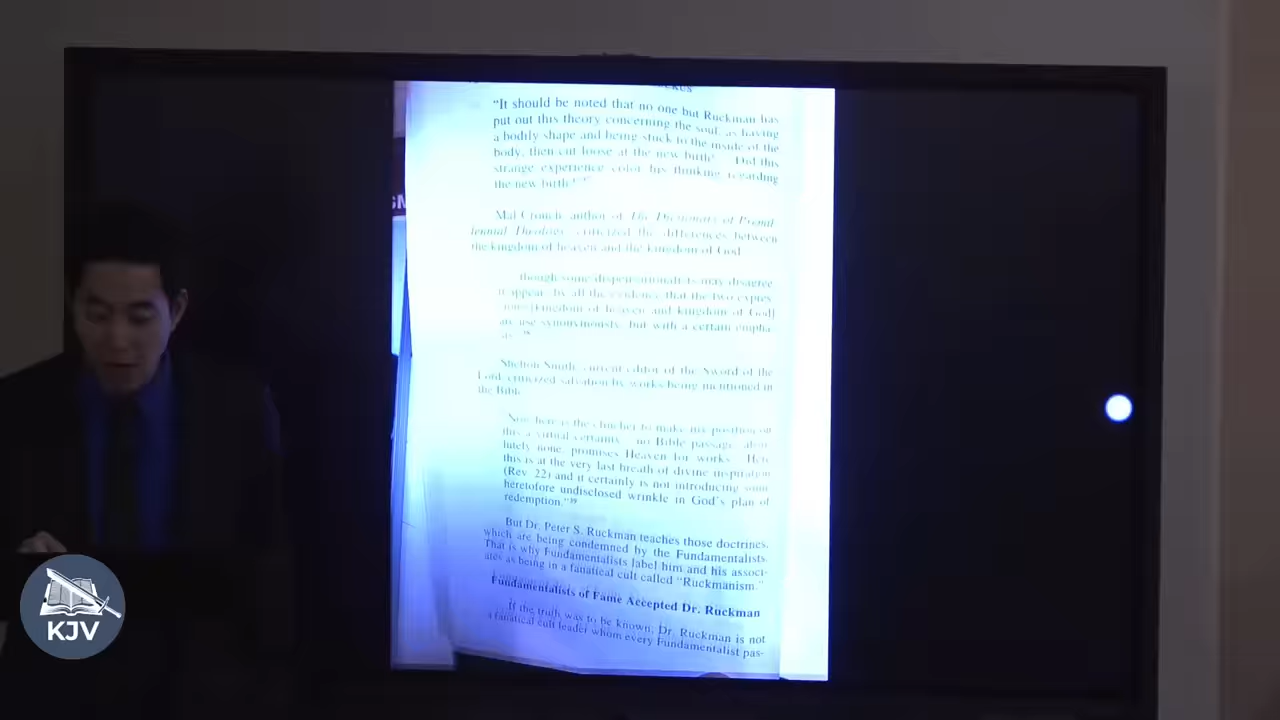 "It should be noted that no one but Ruckman has
put out this theory concerning the soul, as having
a bodily shape and being stuck to the inside of the
body, then cut loose at the new birth! Did this
strange experience color his thinking regarding
the new birth?"
Mal Crouch, author of The Dictionary of Premil
lennial Theology, criticized the differences between
the kingdom of heaven and the kingdom of God
though some dispensationalists may disagree
it appears by all the evidence that the two expres
sions [kingdom of heaven and kingdom of God]
are use synonymously, but with a certain empha
Shelton Smith, current editor of the Sword of the
Lord, criticized salvation by works being mentioned in
the Bible
Now here is the clincher to make my position on
this a virtual certainty no Bible passage, abso
lutely none, promises Heaven for works. Here
this is at the very last breath of divine inspiration
(Rev. 22) and it certainly is not introducing some
heretofore undisclosed wrinkle in God's plan of
redemption."
But Dr. Peter S. Ruckman teaches those doctrines,
which are being condemned by the Fundamentalists.
That is why Fundamentalists label him and his associ-
ates as being in a fanatical cult called "Ruckmanism."
Fundamentalists of Fame Accepted Dr. Ruckman
If the truth was to be known, Dr. Ruckman is not
a fanatical cult leader whom every Fundamentalist pas-
KJV